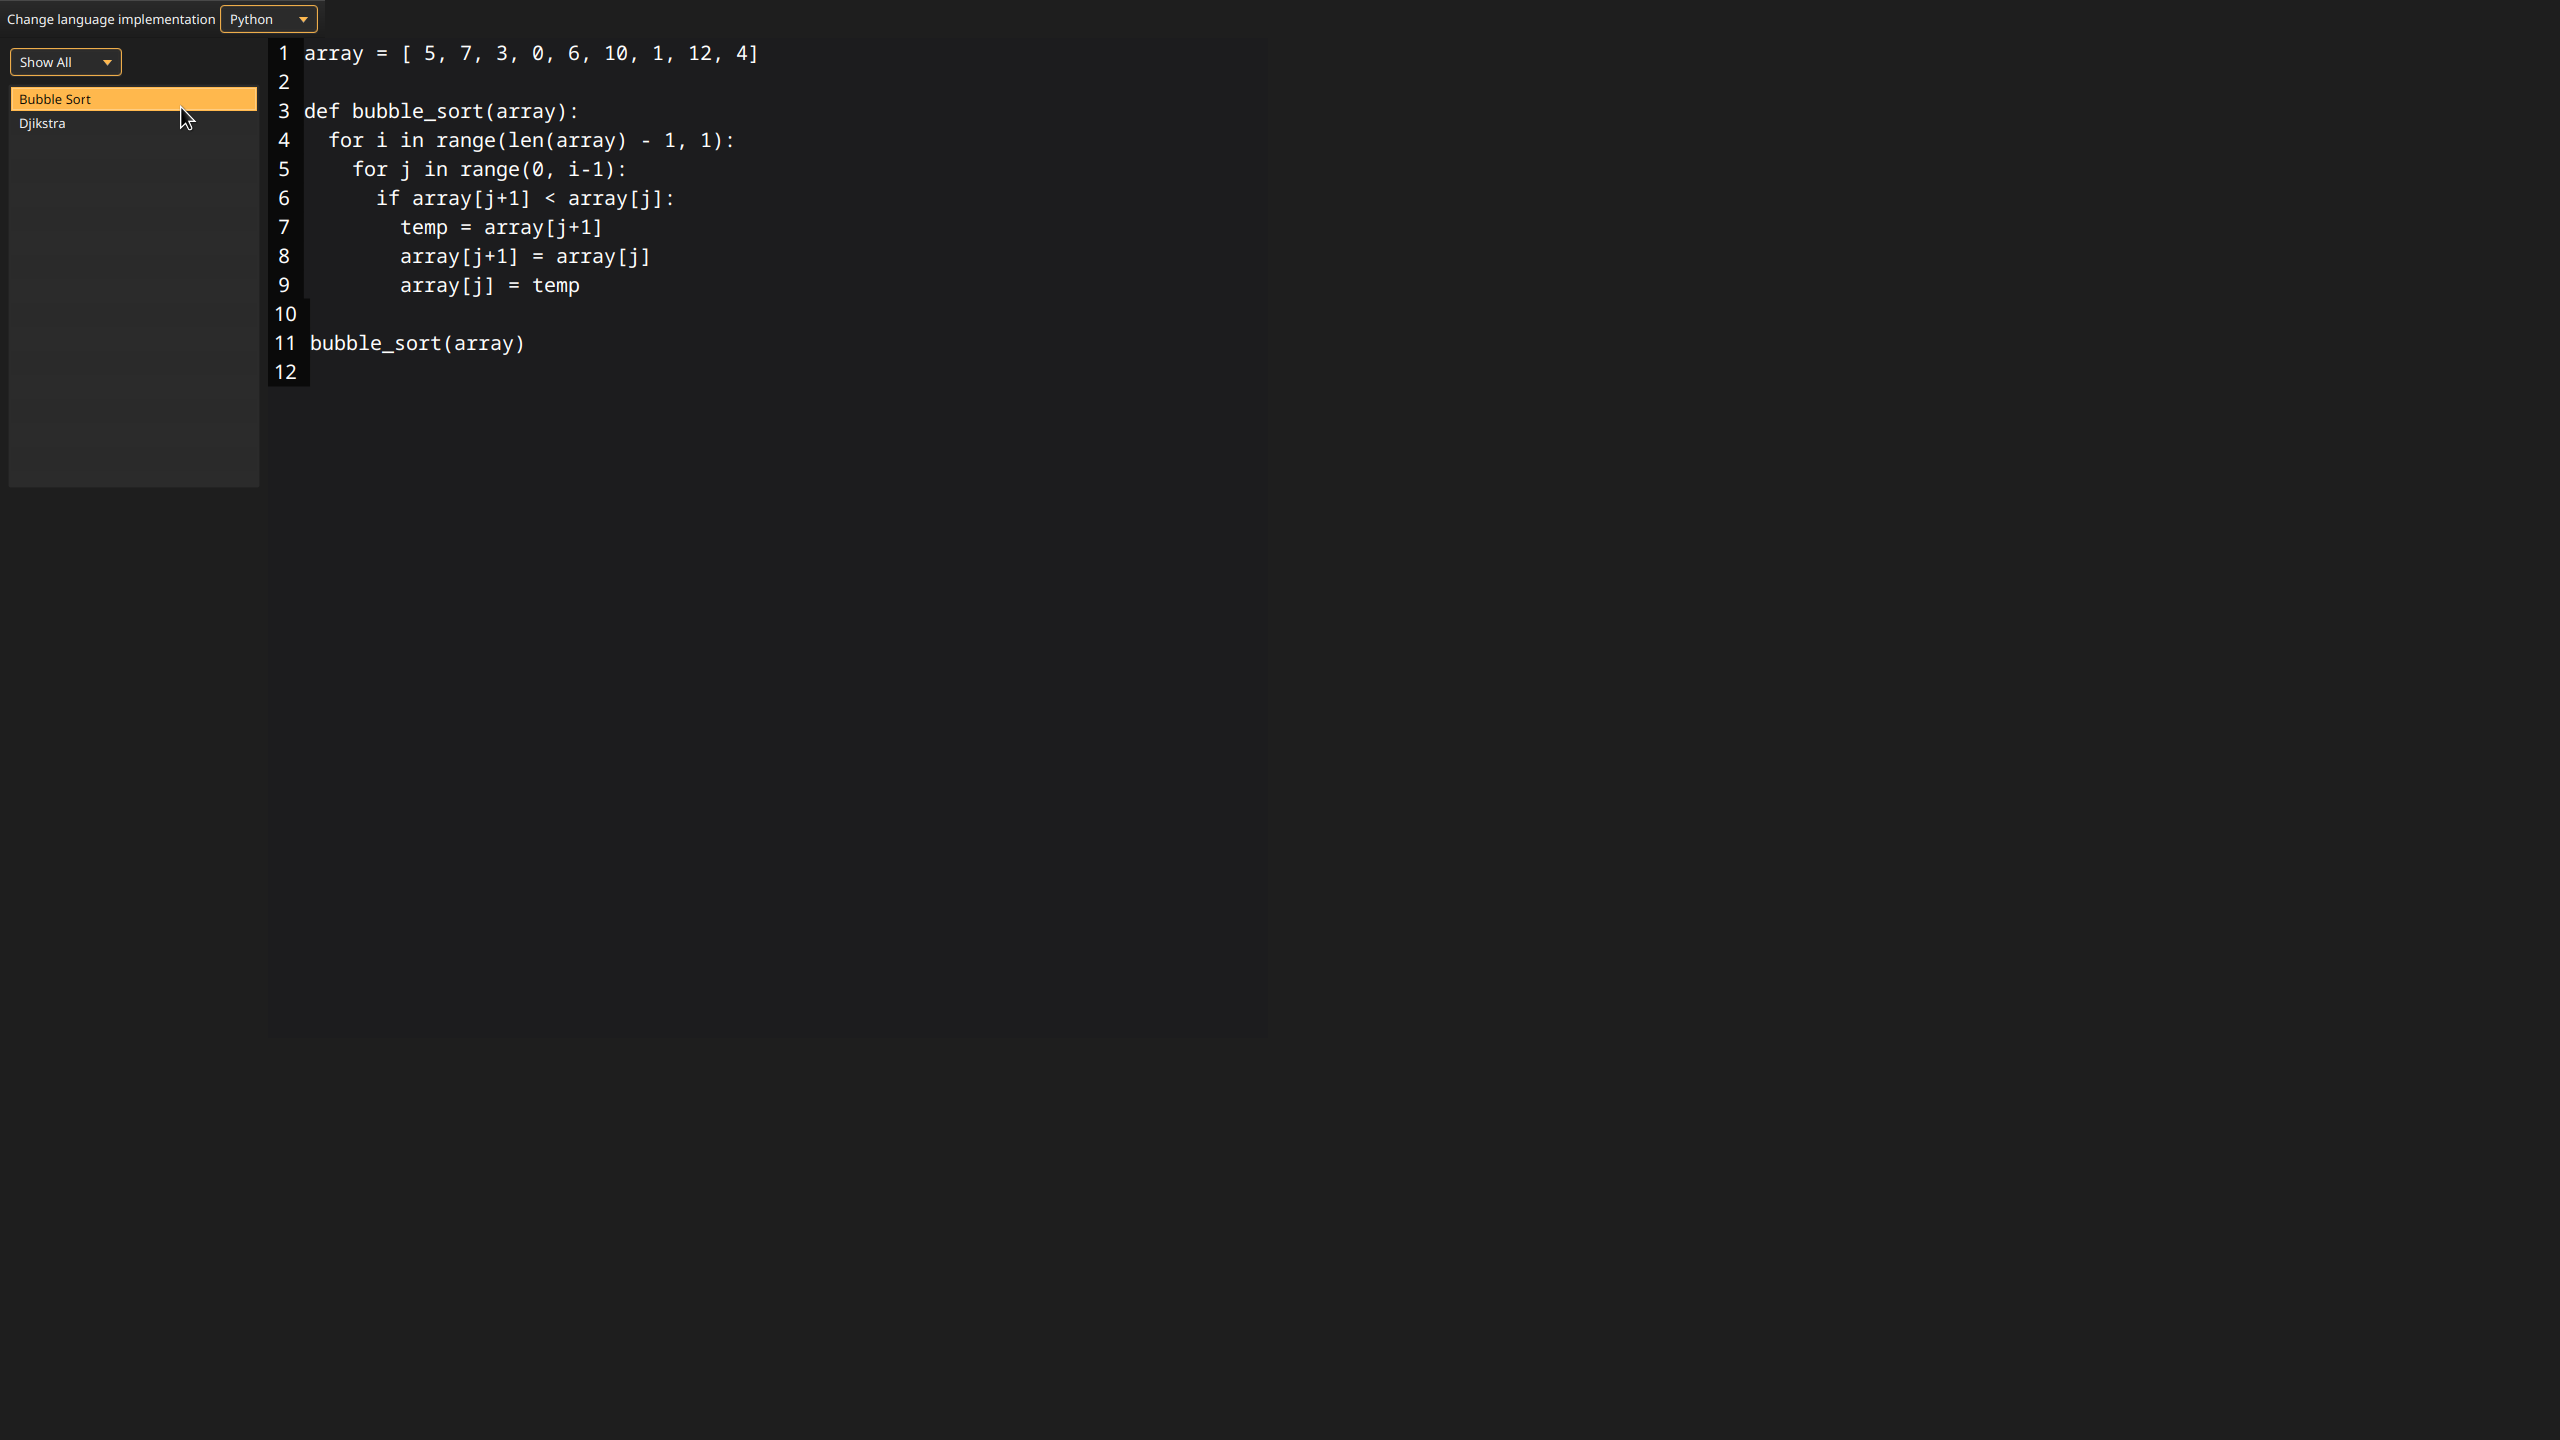 Change language implementation Python
Show All
Bubble Sort
Djikstra
1 array = [ 5, 7, 3, 0, 6, 10, 1, 12, 4]
2
3 def bubble_sort(array):
4   for i in range(len(array) - 1, 1):
5     for j in range(0, i-1):
6       if array[j+1] < array[j]:
7         temp = array[j+1]
8         array[j+1] = array[j]
9         array[j] = temp
10
11 bubble_sort(array)
12